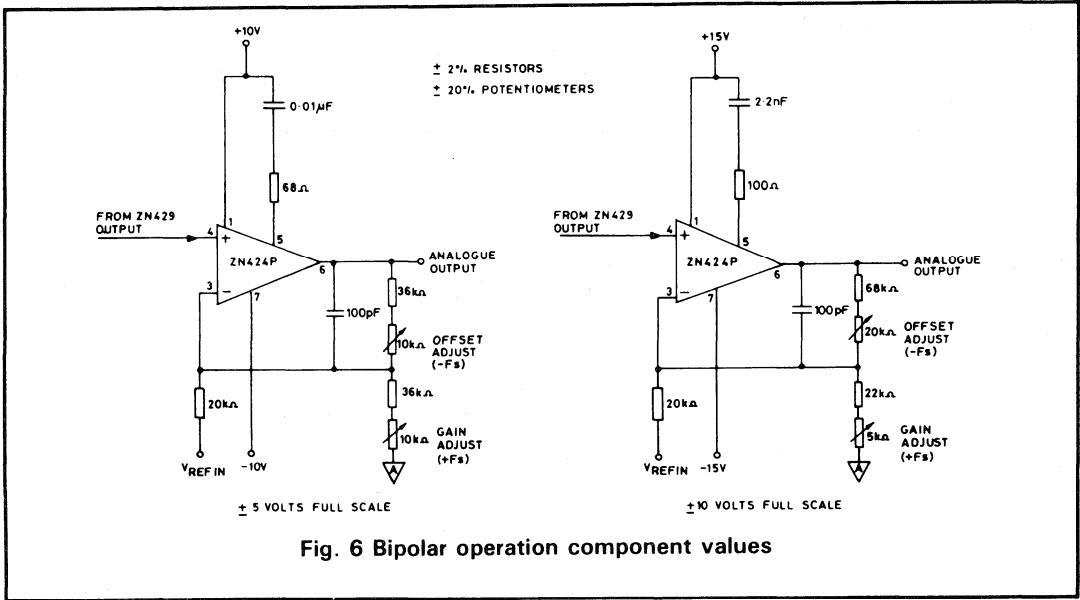 +10V
± 2% RESISTORS
± 20% POTENTIOMETERS
0·01µF
68Ω
FROM ZN429
OUTPUT
4
+
1
5
ZN424P
6
3
−
7
ANALOGUE
OUTPUT
36kΩ
100pF
10kΩ
OFFSET
ADJUST
(-Fs)
36kΩ
20kΩ
10kΩ
GAIN
ADJUST
(+Fs)
VREF IN
-10V
A
± 5 VOLTS FULL SCALE
+15V
2·2nF
100Ω
FROM ZN429
OUTPUT
4
+
1
5
ZN424P
6
3
−
7
ANALOGUE
OUTPUT
68kΩ
100pF
20kΩ
OFFSET
ADJUST
(-Fs)
22kΩ
20kΩ
5kΩ
GAIN
ADJUST
(+Fs)
VREF IN
-15V
A
±10 VOLTS FULL SCALE
Fig. 6 Bipolar operation component values